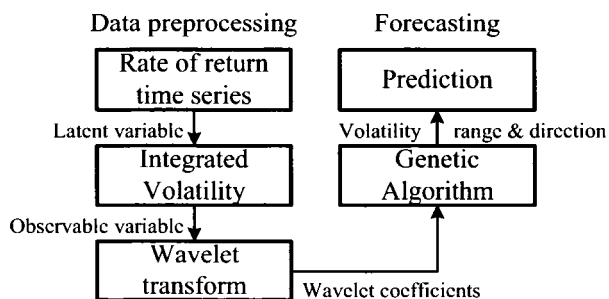 Data preprocessing
Forecasting
Rate of return
time series
Prediction
Latent variable
Volatility
range & direction
Integrated
Volatility
Genetic
Algorithm
Observable variable
Wavelet
transform
Wavelet coefficients